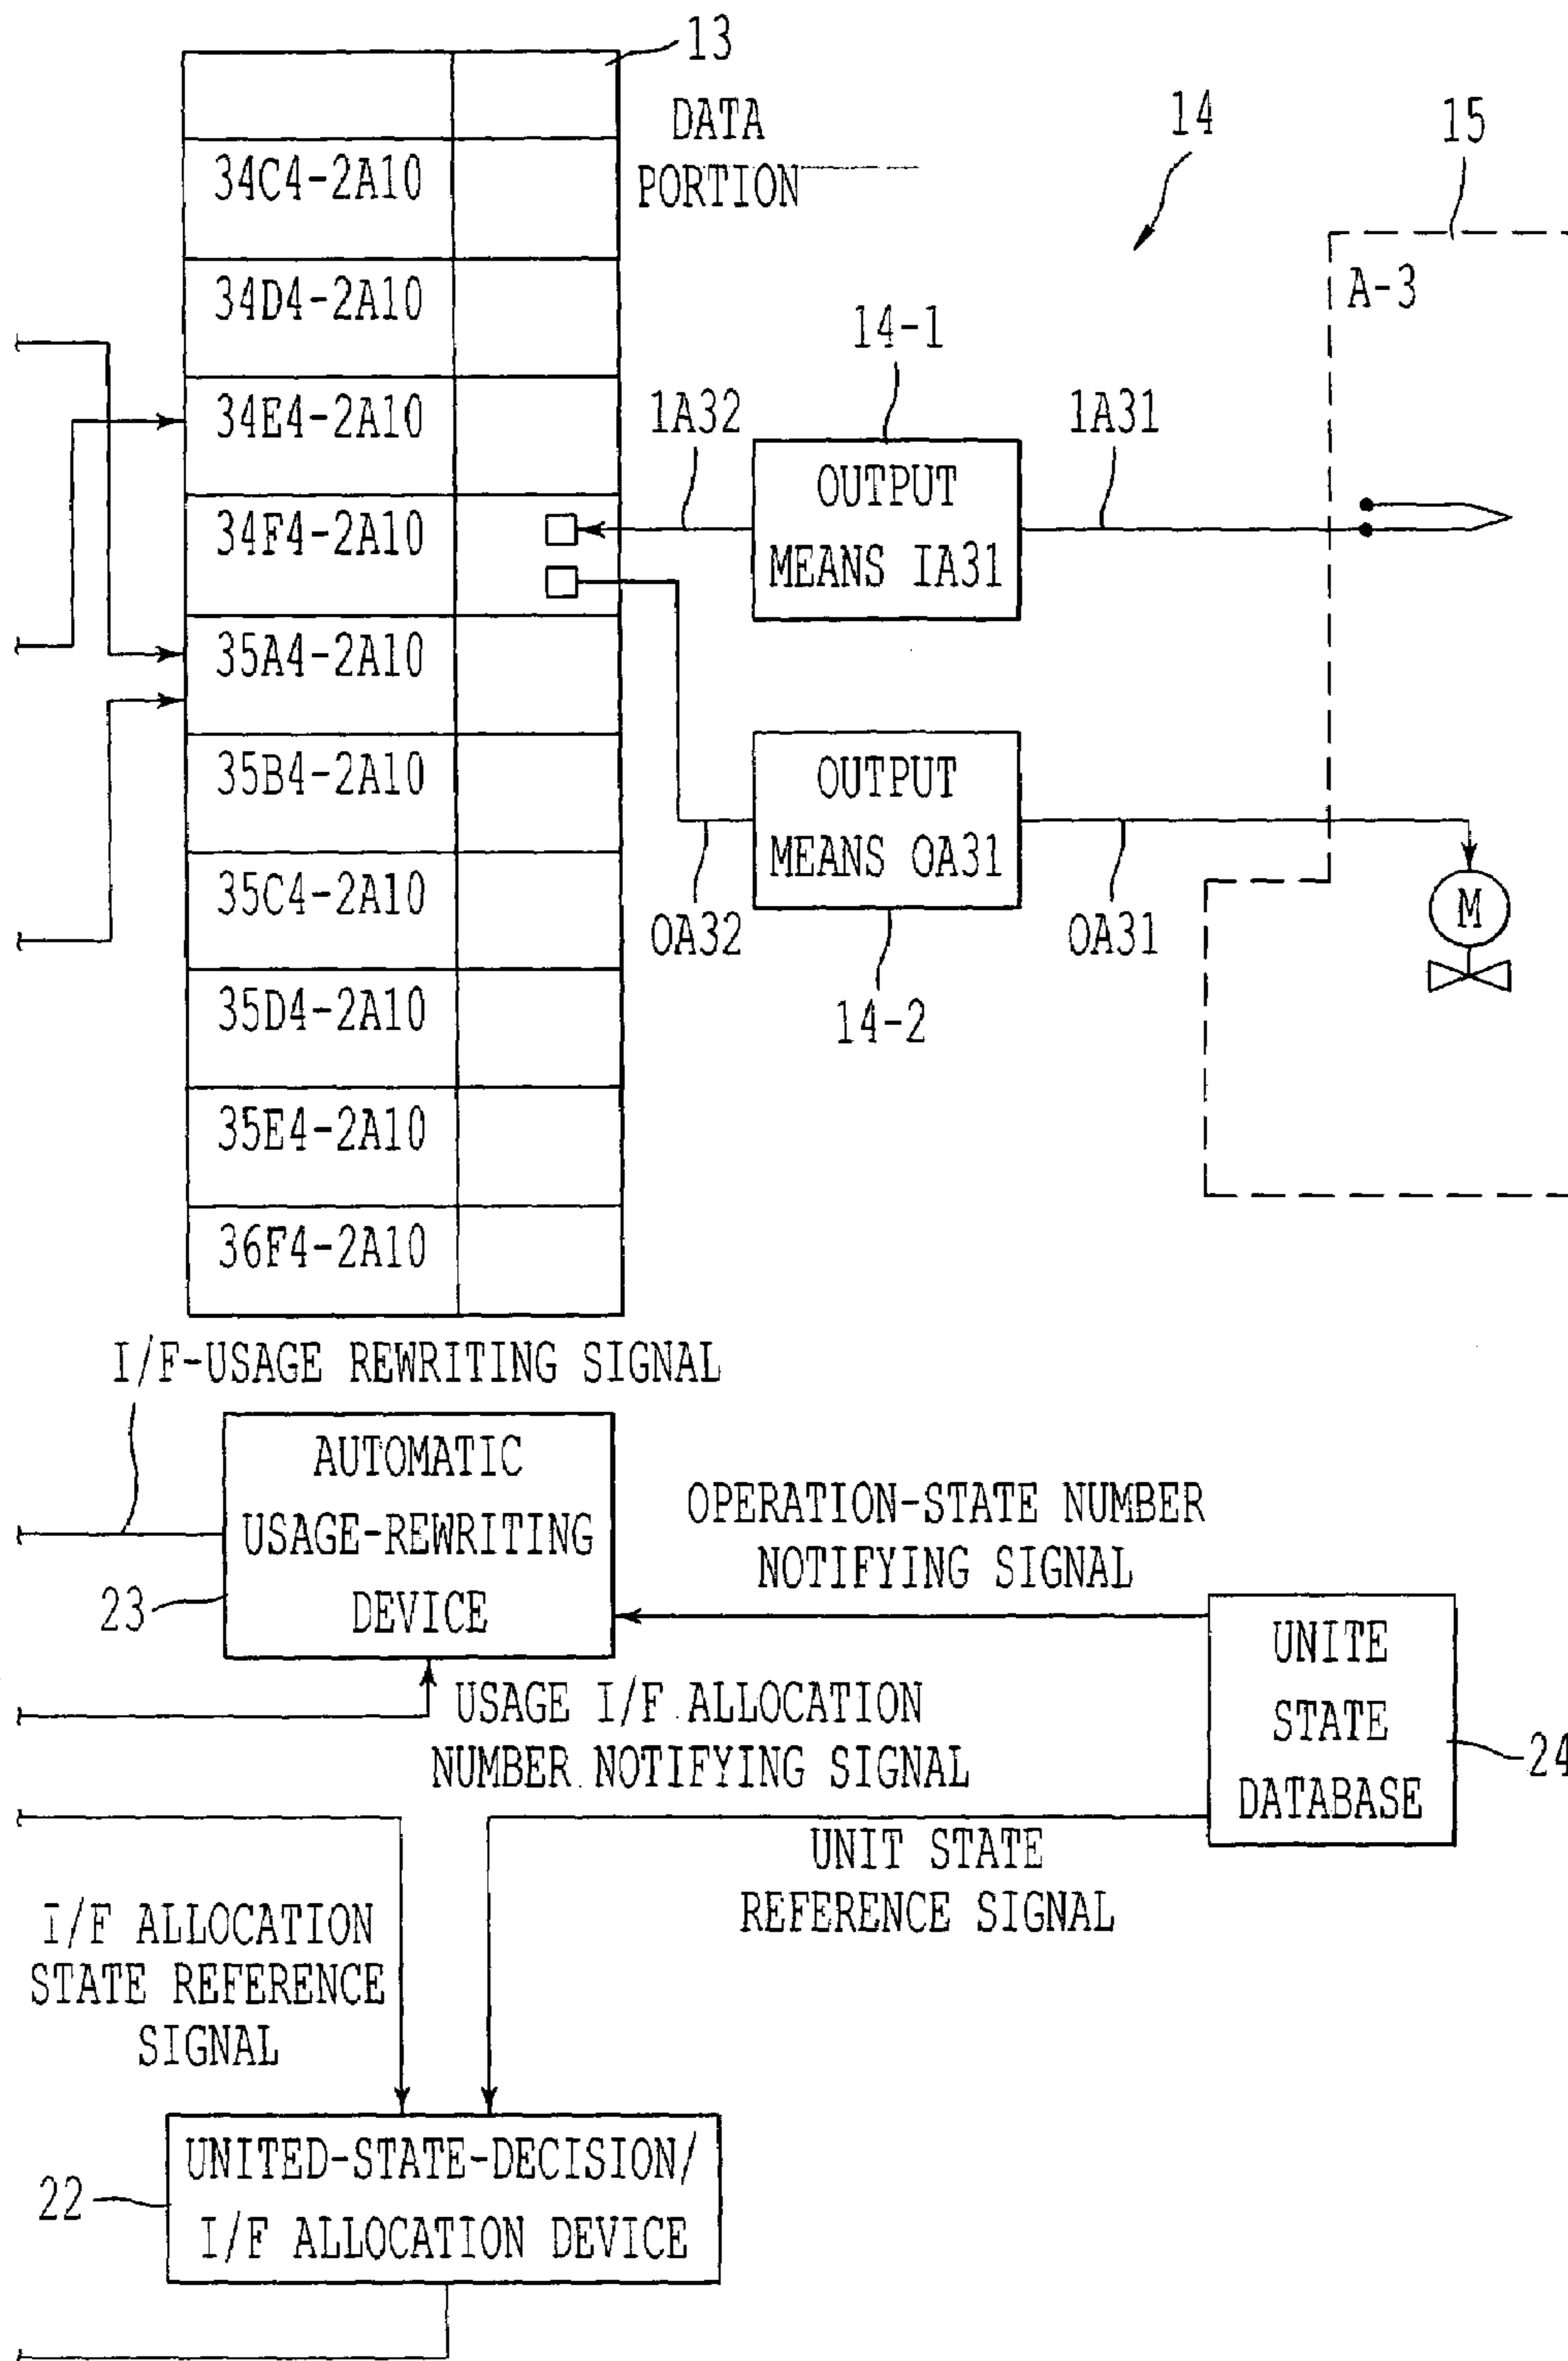 13
DATA
PORTION
14
15
A-3
34C4-2A10
34D4-2A10
34E4-2A10
34F4-2A10
35A4-2A10
35B4-2A10
35C4-2A10
35D4-2A10
35E4-2A10
36F4-2A10
14-1
1A32
OUTPUT
MEANS IA31
1A31
OUTPUT
MEANS OA31
OA32
OA31
14-2
M
I/F-USAGE REWRITING SIGNAL
AUTOMATIC
USAGE-REWRITING
DEVICE
23
OPERATION-STATE NUMBER
NOTIFYING SIGNAL
UNITE
STATE
DATABASE
24
USAGE I/F ALLOCATION
NUMBER NOTIFYING SIGNAL
UNIT STATE
REFERENCE SIGNAL
I/F ALLOCATION
STATE REFERENCE
SIGNAL
22
UNITED-STATE-DECISION/
I/F ALLOCATION DEVICE